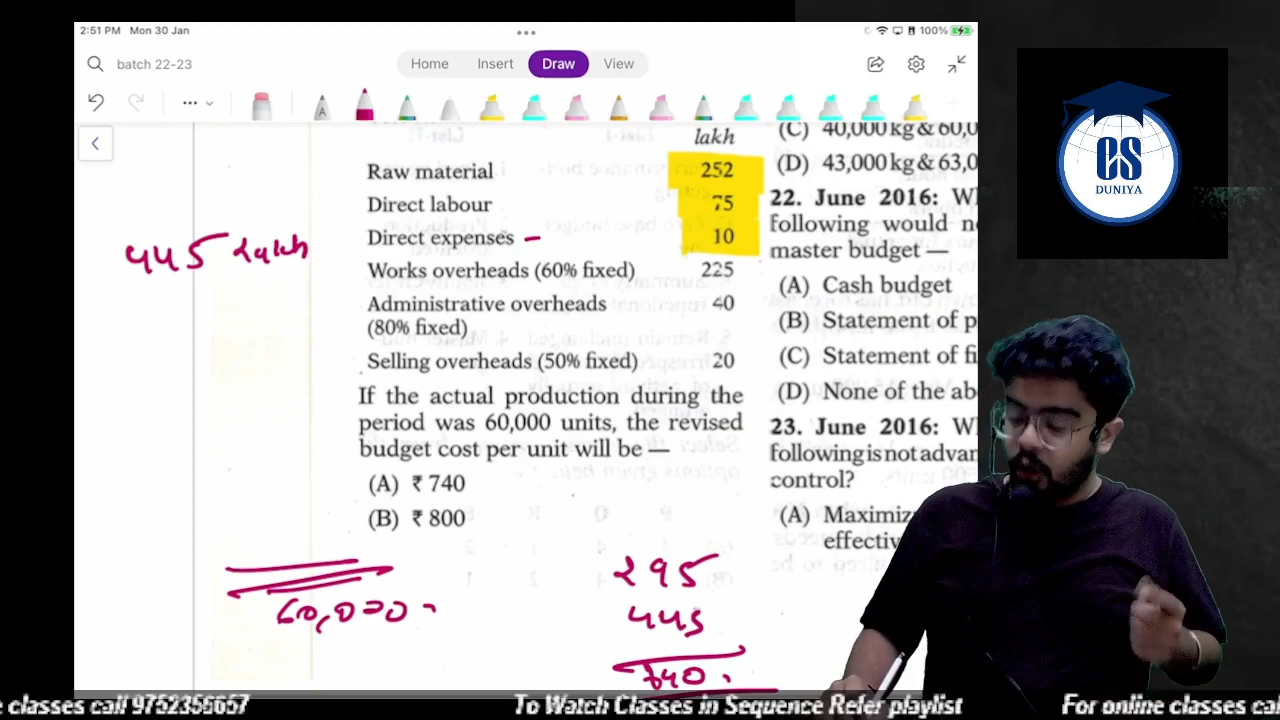 2:51 PM Mon 30 Jan
100%
batch 22-23
Home Insert Draw View
lakh
Raw material 252
Direct labour 75
Direct expenses 10
Works overheads (60% fixed) 225
Administrative overheads 40
(80% fixed)
Selling overheads (50% fixed) 20
If the actual production during the
period was 60,000 units, the revised
budget cost per unit will be —
(A) ₹ 740
(B) ₹ 800
445 lakh
60,000
295
445
740
(C) 40,000 kg & 60,0
(D) 43,000 kg & 63,0
22. June 2016: W
following would n
master budget —
(A) Cash budget
(B) Statement of p
(C) Statement of fi
(D) None of the ab
23. June 2016: W
following is not advan
control?
(A) Maximiz
effectiv
CS
DUNIYA
e classes call 9752356657 To Watch Classes in Sequence Refer playlist For online classes cal